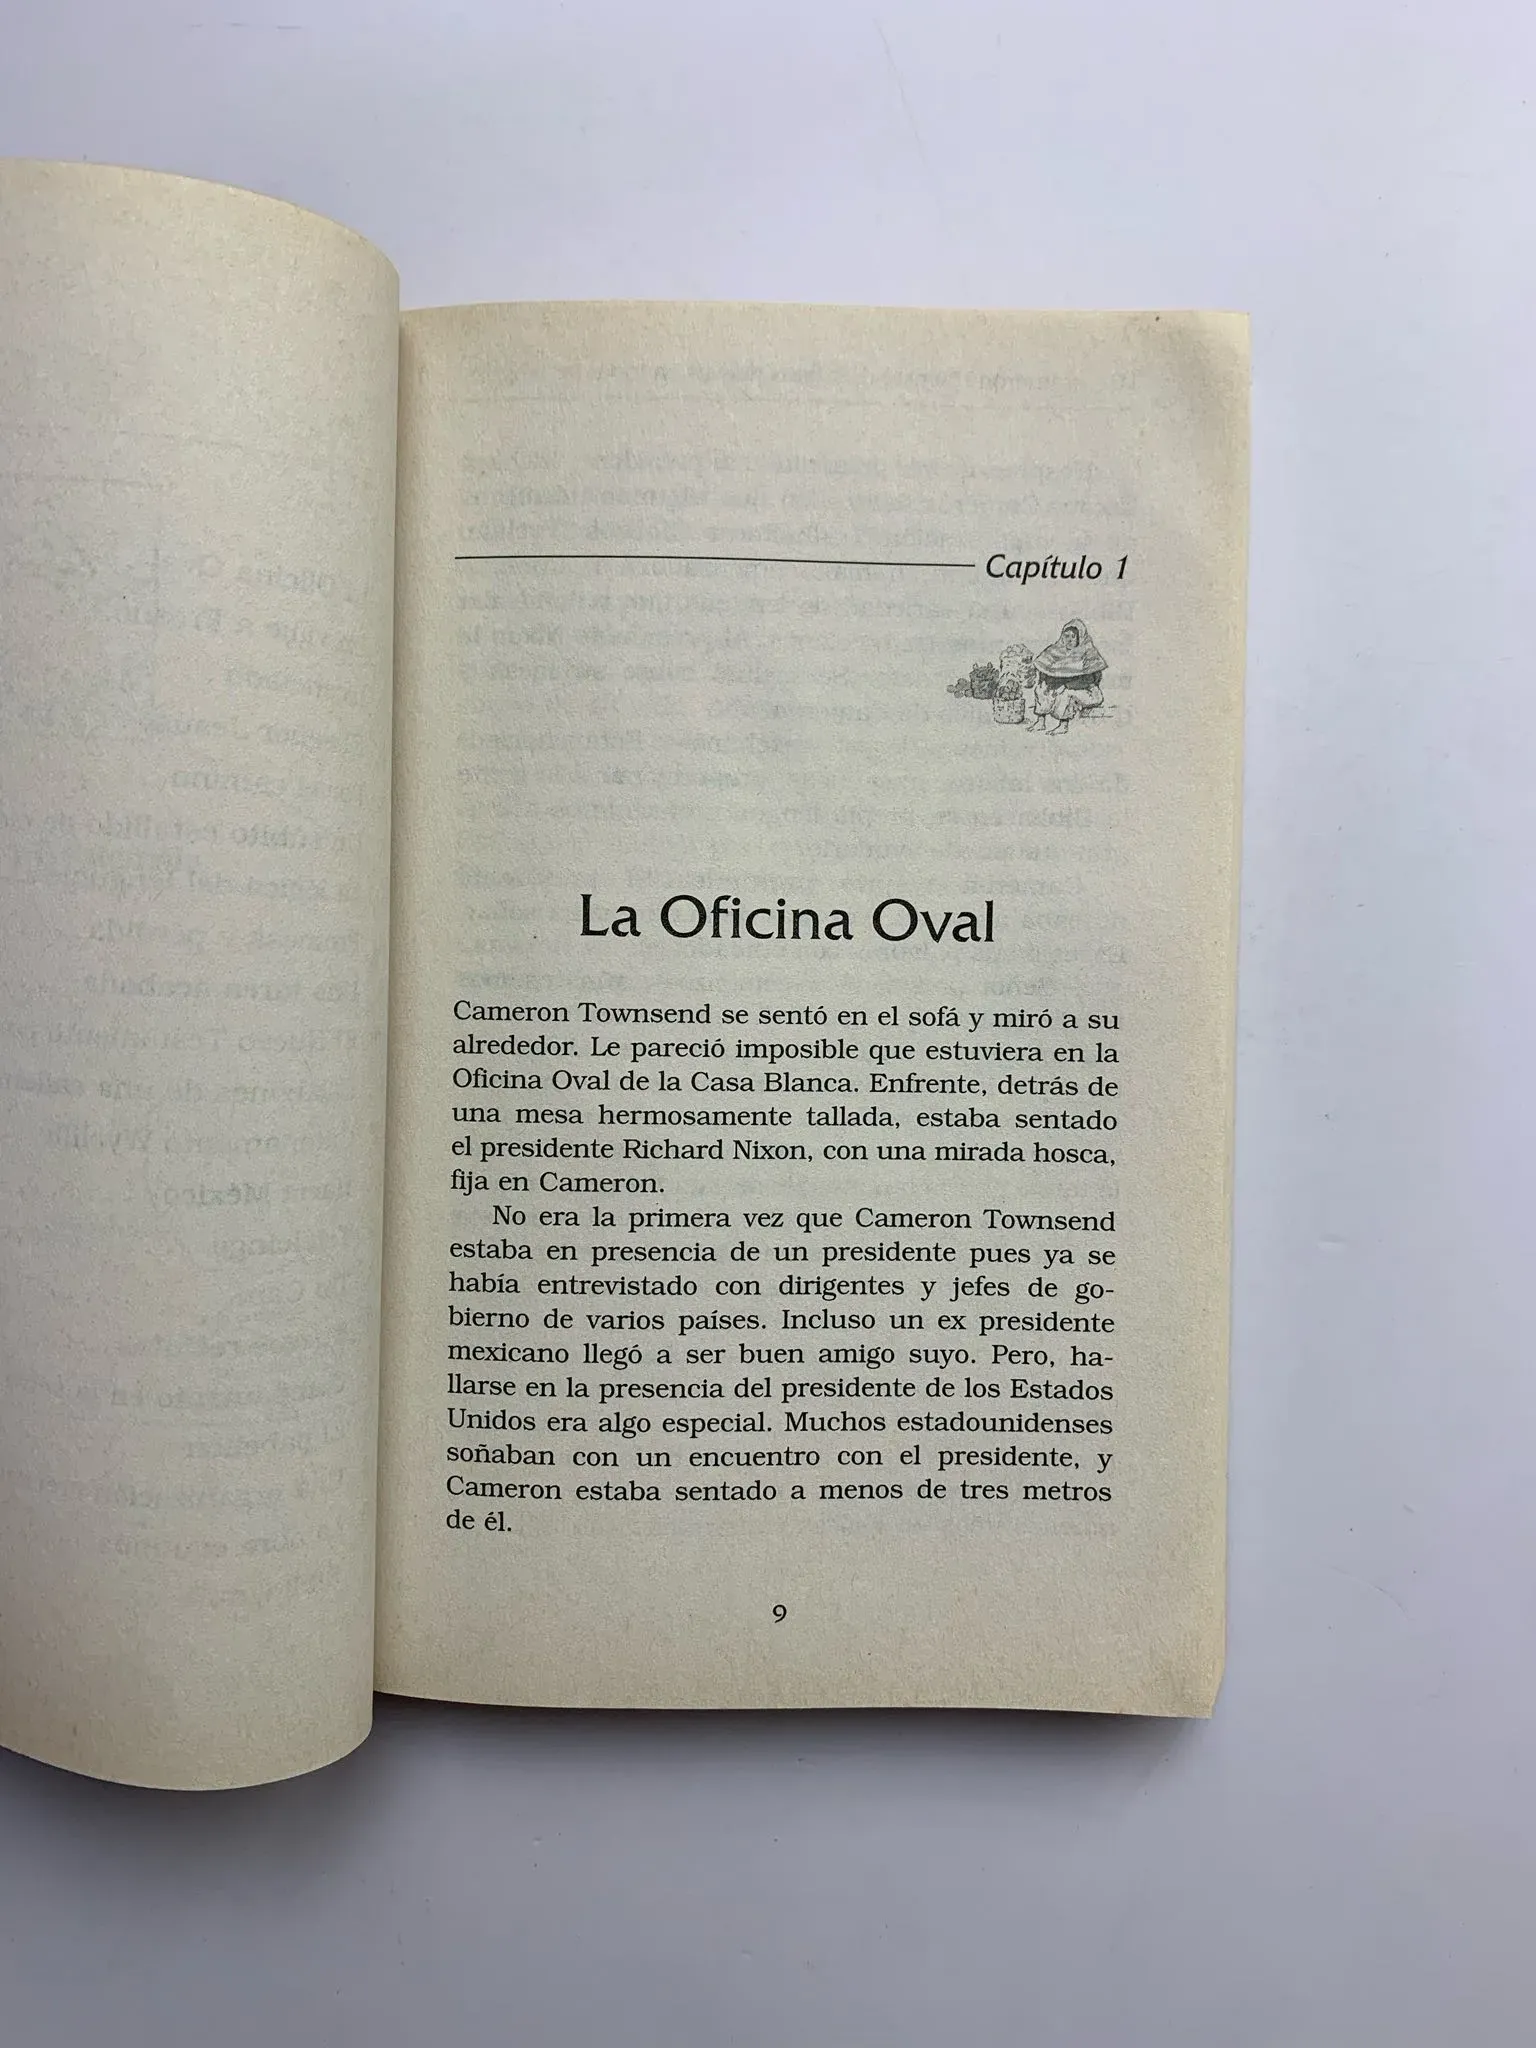 Capítulo 1
La Oficina Oval
Cameron Townsend se sentó en el sofá y miró a su
alrededor. Le pareció imposible que estuviera en la
Oficina Oval de la Casa Blanca. Enfrente, detrás de
una mesa hermosamente tallada, estaba sentado
el presidente Richard Nixon, con una mirada hosca,
fija en Cameron.
No era la primera vez que Cameron Townsend
estaba en presencia de un presidente pues ya se
había entrevistado con dirigentes y jefes de go-
bierno de varios países. Incluso un ex presidente
mexicano llegó a ser buen amigo suyo. Pero, ha-
llarse en la presencia del presidente de los Estados
Unidos era algo especial. Muchos estadounidenses
soñaban con un encuentro con el presidente, y
Cameron estaba sentado a menos de tres metros
de él.
9